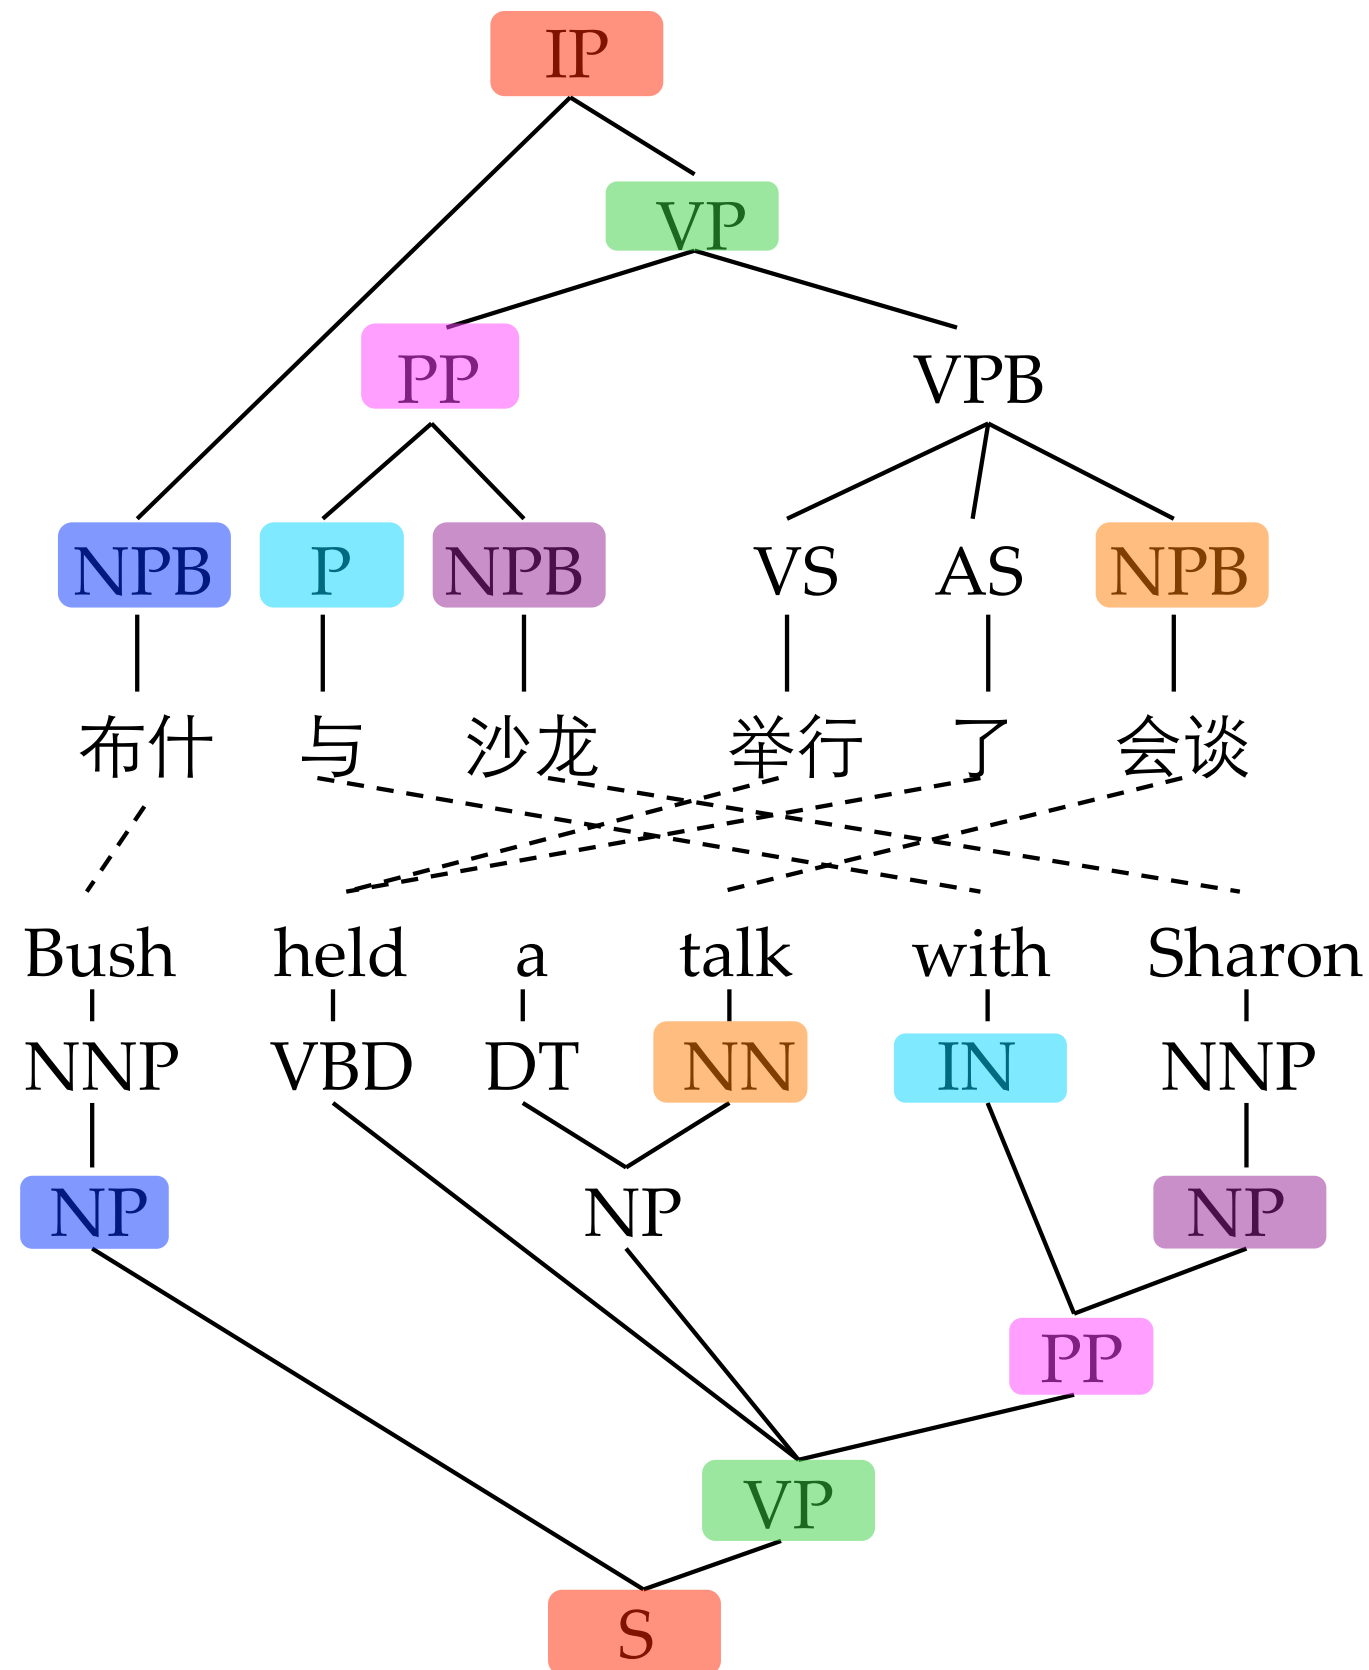 IP
VP
PP VPB
NPB P NPB VS AS NPB
布什 与 沙龙 举行 了 会谈
Bush held a talk with Sharon
NNP VBD DT NN IN NNP
NP NP NP
PP
VP
S